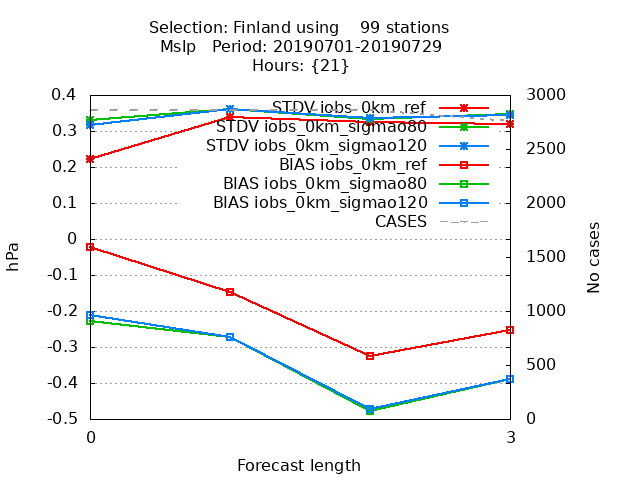 Selection: Finland using    99 stations
Mslp   Period: 20190701-20190729
Hours: {21}
0.4
0.3
0.2
0.1
0
-0.1
-0.2
-0.3
-0.4
-0.5
hPa
STDV iobs_0km_ref
STDV iobs_0km_sigmao80
STDV iobs_0km_sigmao120
BIAS iobs_0km_ref
BIAS iobs_0km_sigmao80
BIAS iobs_0km_sigmao120
CASES
3000
2500
2000
1500
1000
500
0
No cases
0
3
Forecast length